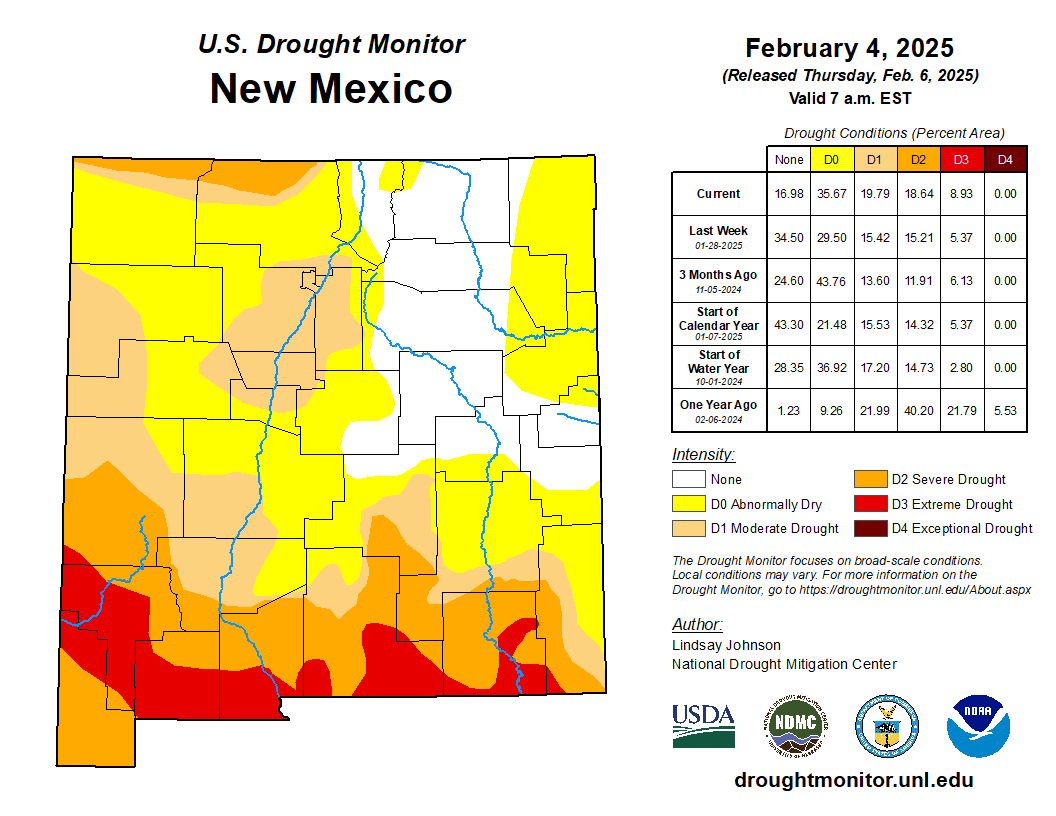 U.S. Drought Monitor
New Mexico
February 4, 2025
(Released Thursday, Feb. 6, 2025)
Valid 7 a.m. EST
Drought Conditions (Percent Area)
None D0 D1 D2 D3 D4
Current 16.98 35.67 19.79 18.64 8.93 0.00
Last Week
01-28-2025
34.50 29.50 15.42 15.21 5.37 0.00
3 Months Ago
11-05-2024
24.60 43.76 13.60 11.91 6.13 0.00
Start of
Calendar Year
01-07-2025
43.30 21.48 15.53 14.32 5.37 0.00
Start of
Water Year
10-01-2024
28.35 36.92 17.20 14.73 2.80 0.00
One Year Ago
02-06-2024
1.23 9.26 21.99 40.20 21.79 5.53
Intensity:
None
D0 Abnormally Dry
D1 Moderate Drought
D2 Severe Drought
D3 Extreme Drought
D4 Exceptional Drought
The Drought Monitor focuses on broad-scale conditions.
Local conditions may vary. For more information on the
Drought Monitor, go to https://droughtmonitor.unl.edu/About.aspx
Author:
Lindsay Johnson
National Drought Mitigation Center
USDA
NDMC
NOAA
droughtmonitor.unl.edu